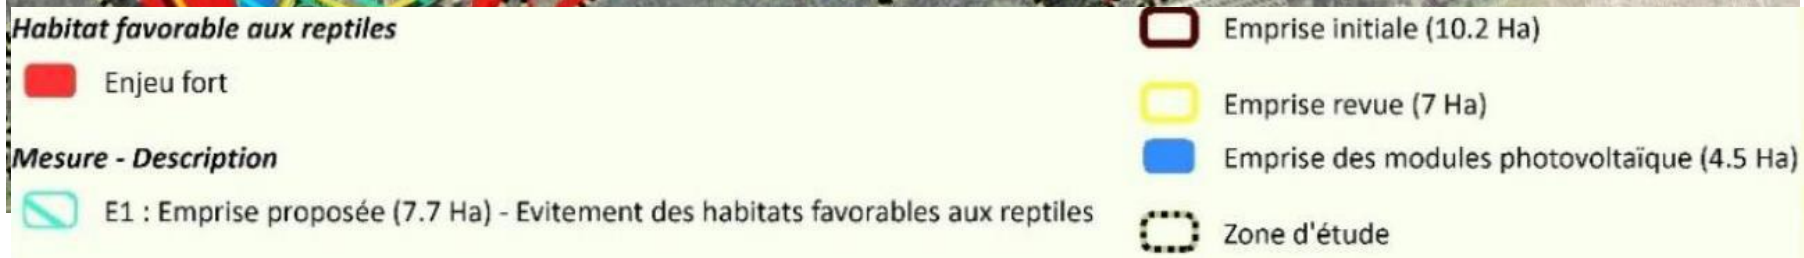 Habitat favorable aux reptiles
Enjeu fort
Mesure - Description
E1 : Emprise proposée (7.7 Ha) - Evitement des habitats favorables aux reptiles
Emprise initiale (10.2 Ha)
Emprise revue (7 Ha)
Emprise des modules photovoltaïque (4.5 Ha)
Zone d'étude